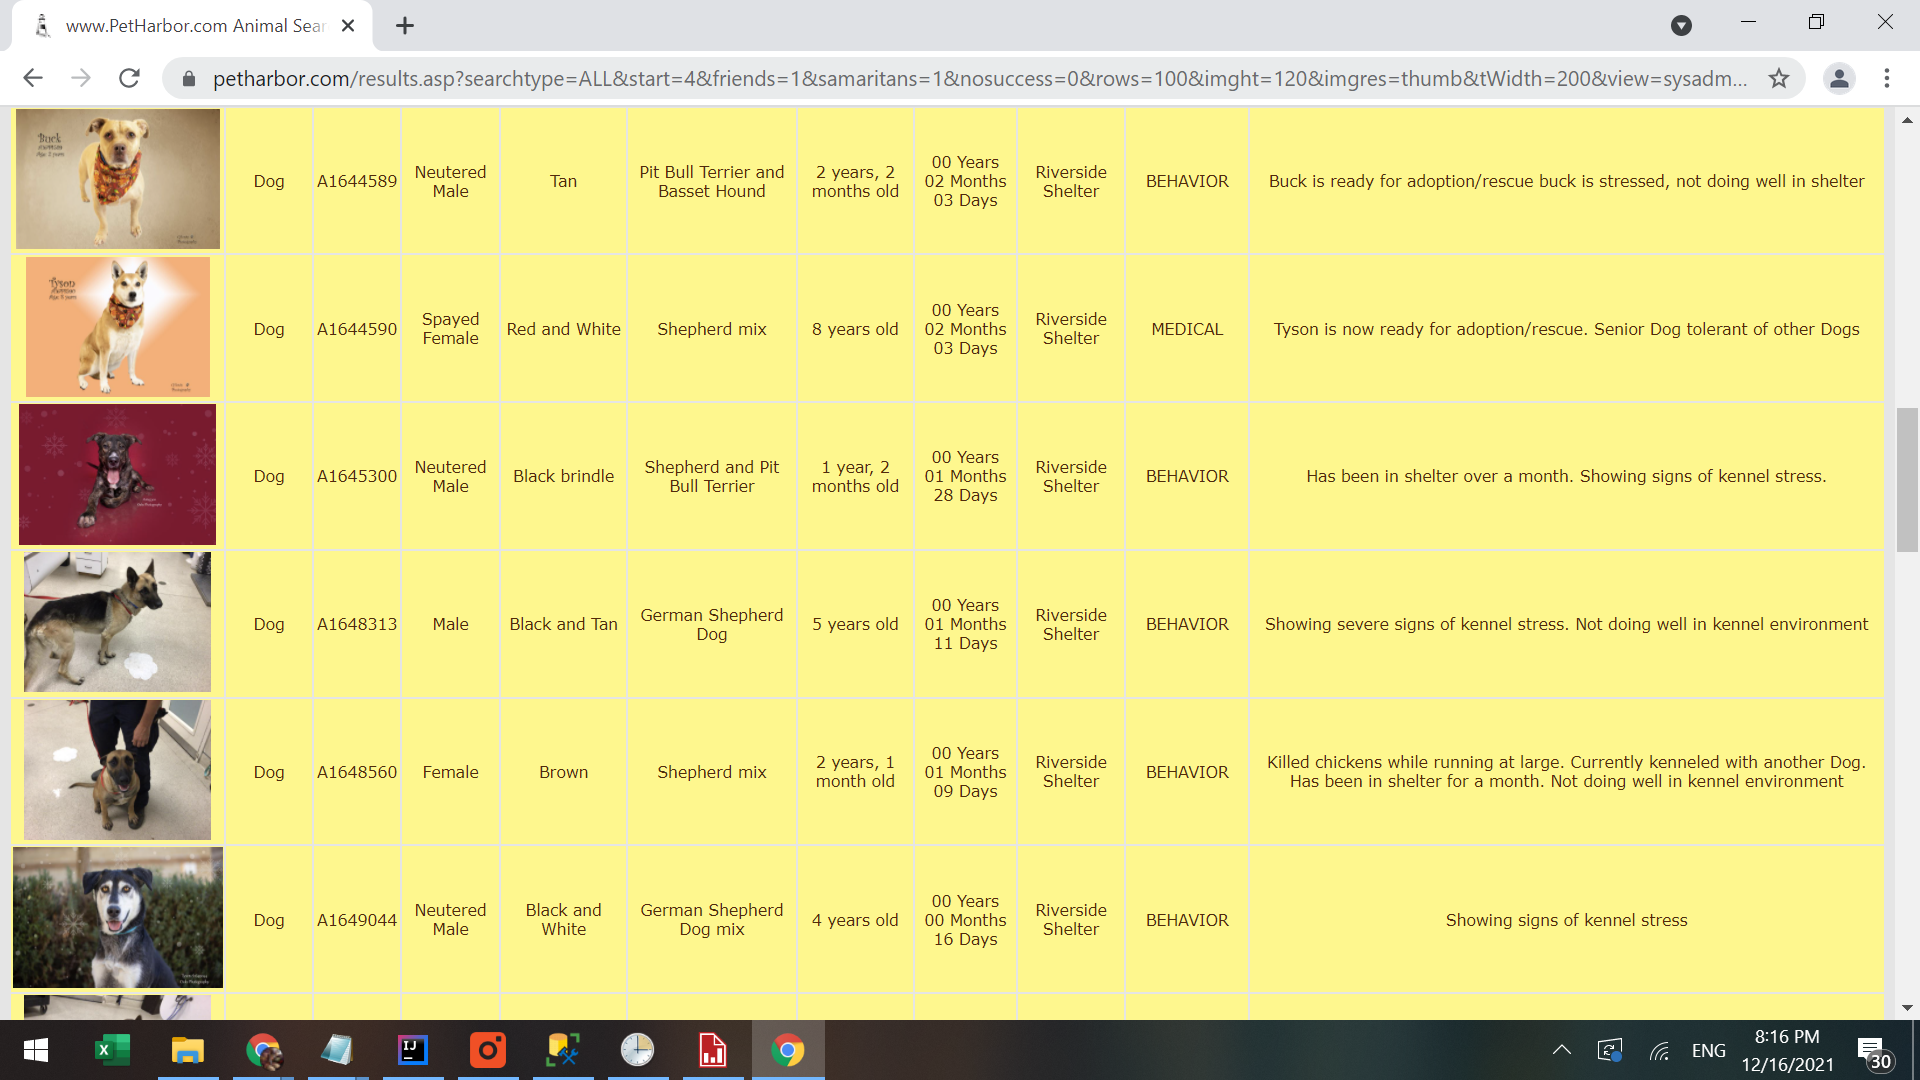 www.PetHarbor.com Animal Sear
petharbor.com/results.asp?searchtype=ALL&start=4&friends=1&samaritans=1&nosuccess=0&rows=100&imght=120&imgres=thumb&tWidth=200&view=sysadm...
Buck
Dog
A1644589
Neutered
Male
Tan
Pit Bull Terrier and
Basset Hound
2 years, 2
months old
00 Years
02 Months
03 Days
Riverside
Shelter
BEHAVIOR
Buck is ready for adoption/rescue buck is stressed, not doing well in shelter
Tyson
Dog
A1644590
Spayed
Female
Red and White
Shepherd mix
8 years old
00 Years
02 Months
03 Days
Riverside
Shelter
MEDICAL
Tyson is now ready for adoption/rescue. Senior Dog tolerant of other Dogs
Dog
A1645300
Neutered
Male
Black brindle
Shepherd and Pit
Bull Terrier
1 year, 2
months old
00 Years
01 Months
28 Days
Riverside
Shelter
BEHAVIOR
Has been in shelter over a month. Showing signs of kennel stress.
Dog
A1648313
Male
Black and Tan
German Shepherd
Dog
5 years old
00 Years
01 Months
11 Days
Riverside
Shelter
BEHAVIOR
Showing severe signs of kennel stress. Not doing well in kennel environment
Dog
A1648560
Female
Brown
Shepherd mix
2 years, 1
month old
00 Years
01 Months
09 Days
Riverside
Shelter
BEHAVIOR
Killed chickens while running at large. Currently kenneled with another Dog.
Has been in shelter for a month. Not doing well in kennel environment
Dog
A1649044
Neutered
Male
Black and
White
German Shepherd
Dog mix
4 years old
00 Years
00 Months
16 Days
Riverside
Shelter
BEHAVIOR
Showing signs of kennel stress
IJ
ENG
8:16 PM
12/16/2021
30